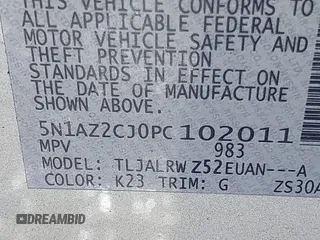 THIS VEHICLE CONFORMS TO
ALL APPLICABLE FEDERAL
MOTOR VEHICLE SAFETY AND
THEFT PREVENTION
STANDARDS IN EFFECT ON
THE DATE OF MANUFACTURE
SHOWN ABOVE.
5N1AZ2CJ0PC102011
MPV 983
MODEL: TLJALRW Z52EUAN---A
COLOR: K23 TRIM: G ZS30A
DREAMBID